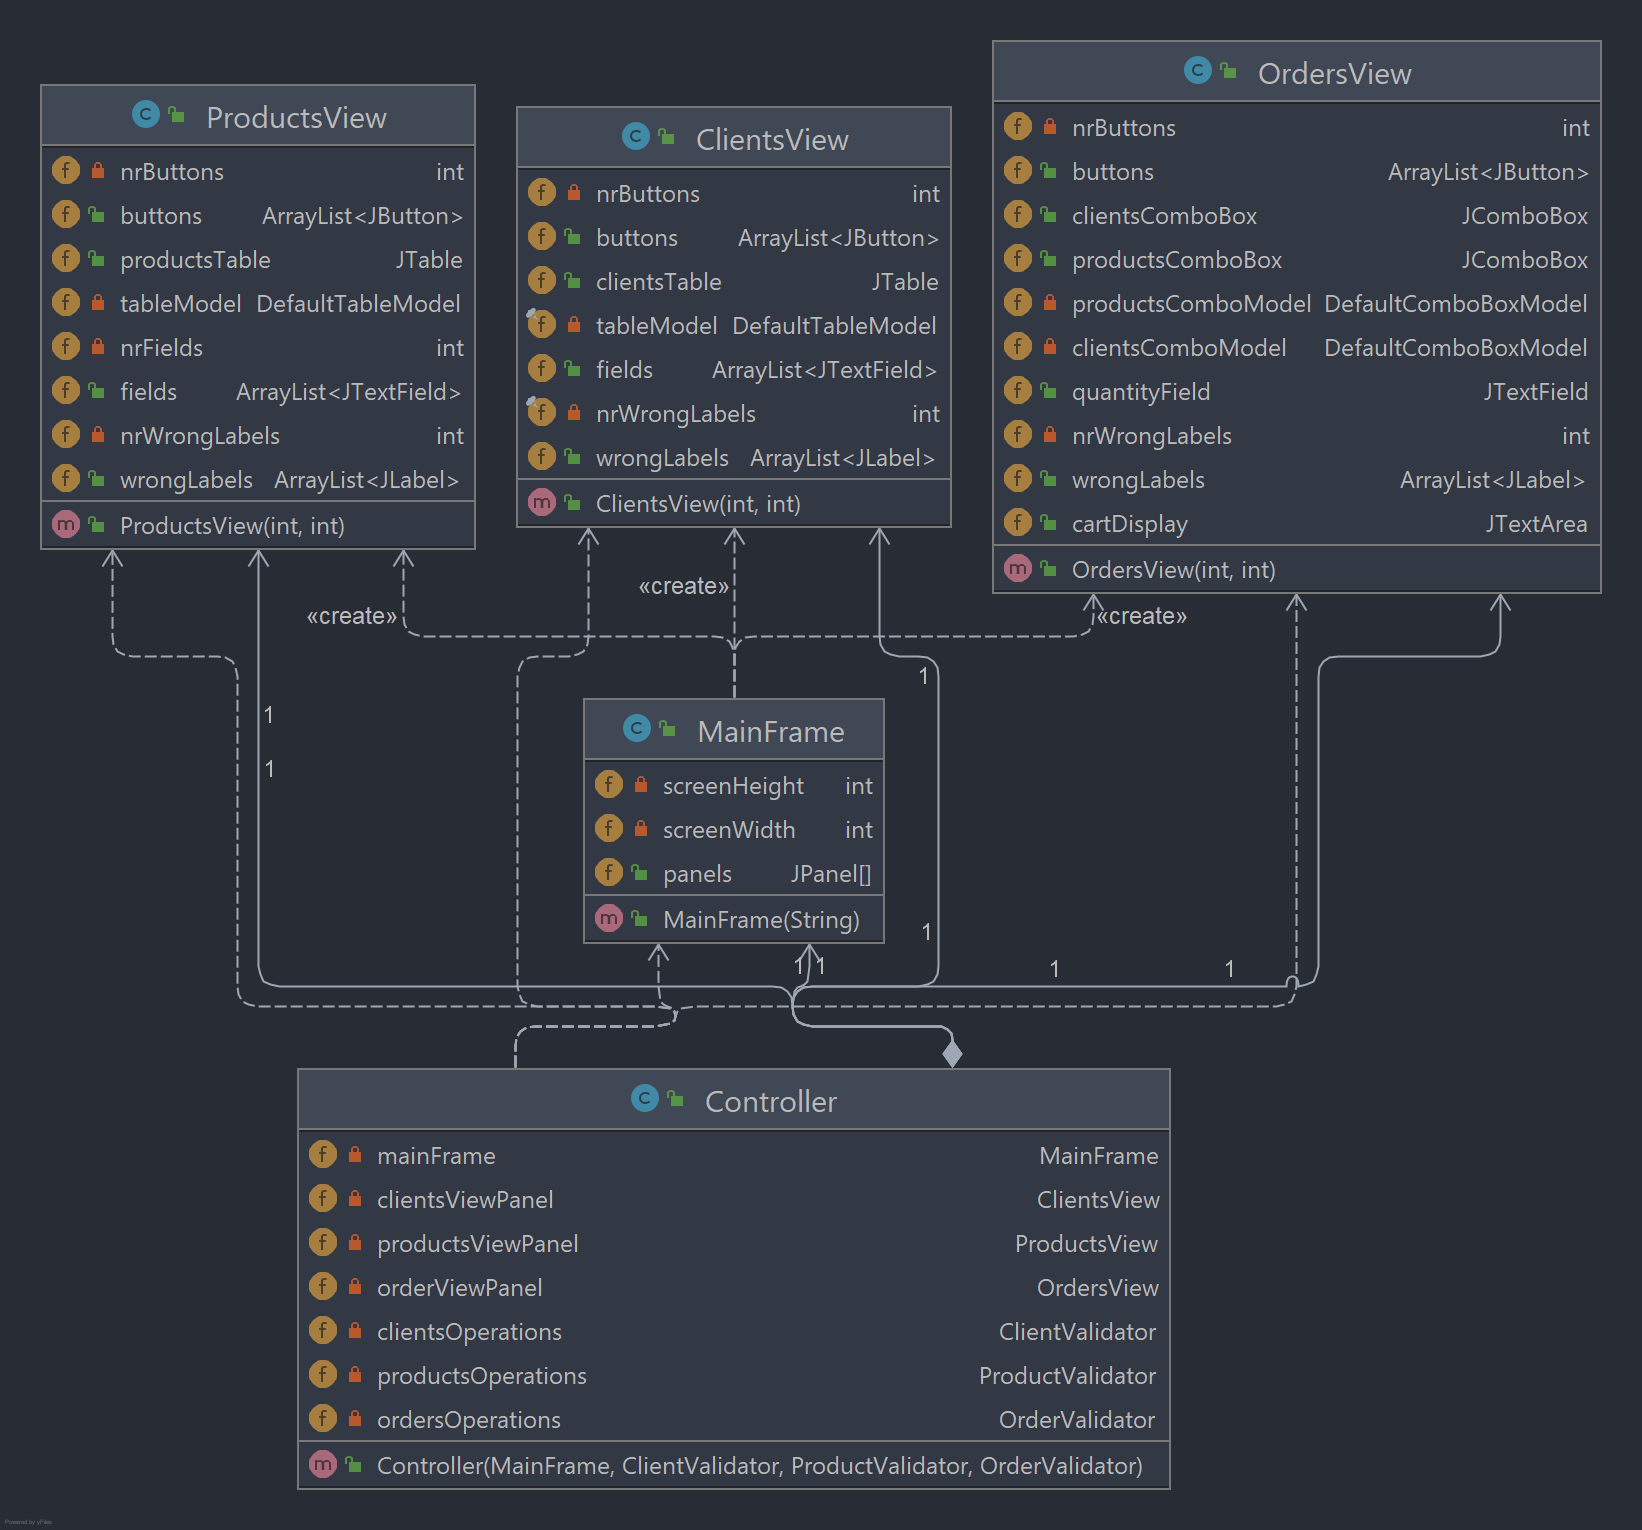 ProductsView
nrButtons int
buttons ArrayList<JButton>
productsTable JTable
tableModel DefaultTableModel
nrFields int
fields ArrayList<JTextField>
nrWrongLabels int
wrongLabels ArrayList<JLabel>
ProductsView(int, int)
ClientsView
nrButtons int
buttons ArrayList<JButton>
clientsTable JTable
tableModel DefaultTableModel
fields ArrayList<JTextField>
nrWrongLabels int
wrongLabels ArrayList<JLabel>
ClientsView(int, int)
OrdersView
nrButtons int
buttons ArrayList<JButton>
clientsComboBox JComboBox
productsComboBox JComboBox
productsComboModel DefaultComboBoxModel
clientsComboModel DefaultComboBoxModel
quantityField JTextField
nrWrongLabels int
wrongLabels ArrayList<JLabel>
cartDisplay JTextArea
OrdersView(int, int)
«create»
«create»
«create»
1
1
1
MainFrame
screenHeight int
screenWidth int
panels JPanel[]
MainFrame(String)
1
1 1
1
1
Controller
mainFrame MainFrame
clientsViewPanel ClientsView
productsViewPanel ProductsView
orderViewPanel OrdersView
clientsOperations ClientValidator
productsOperations ProductValidator
ordersOperations OrderValidator
Controller(MainFrame, ClientValidator, ProductValidator, OrderValidator)
Powered by yFiles
C
C
C
C
C
f
f
f
f
f
f
f
f
m
f
f
f
f
f
f
f
m
f
f
f
f
f
f
f
f
f
f
m
f
f
f
m
f
f
f
f
f
f
f
m